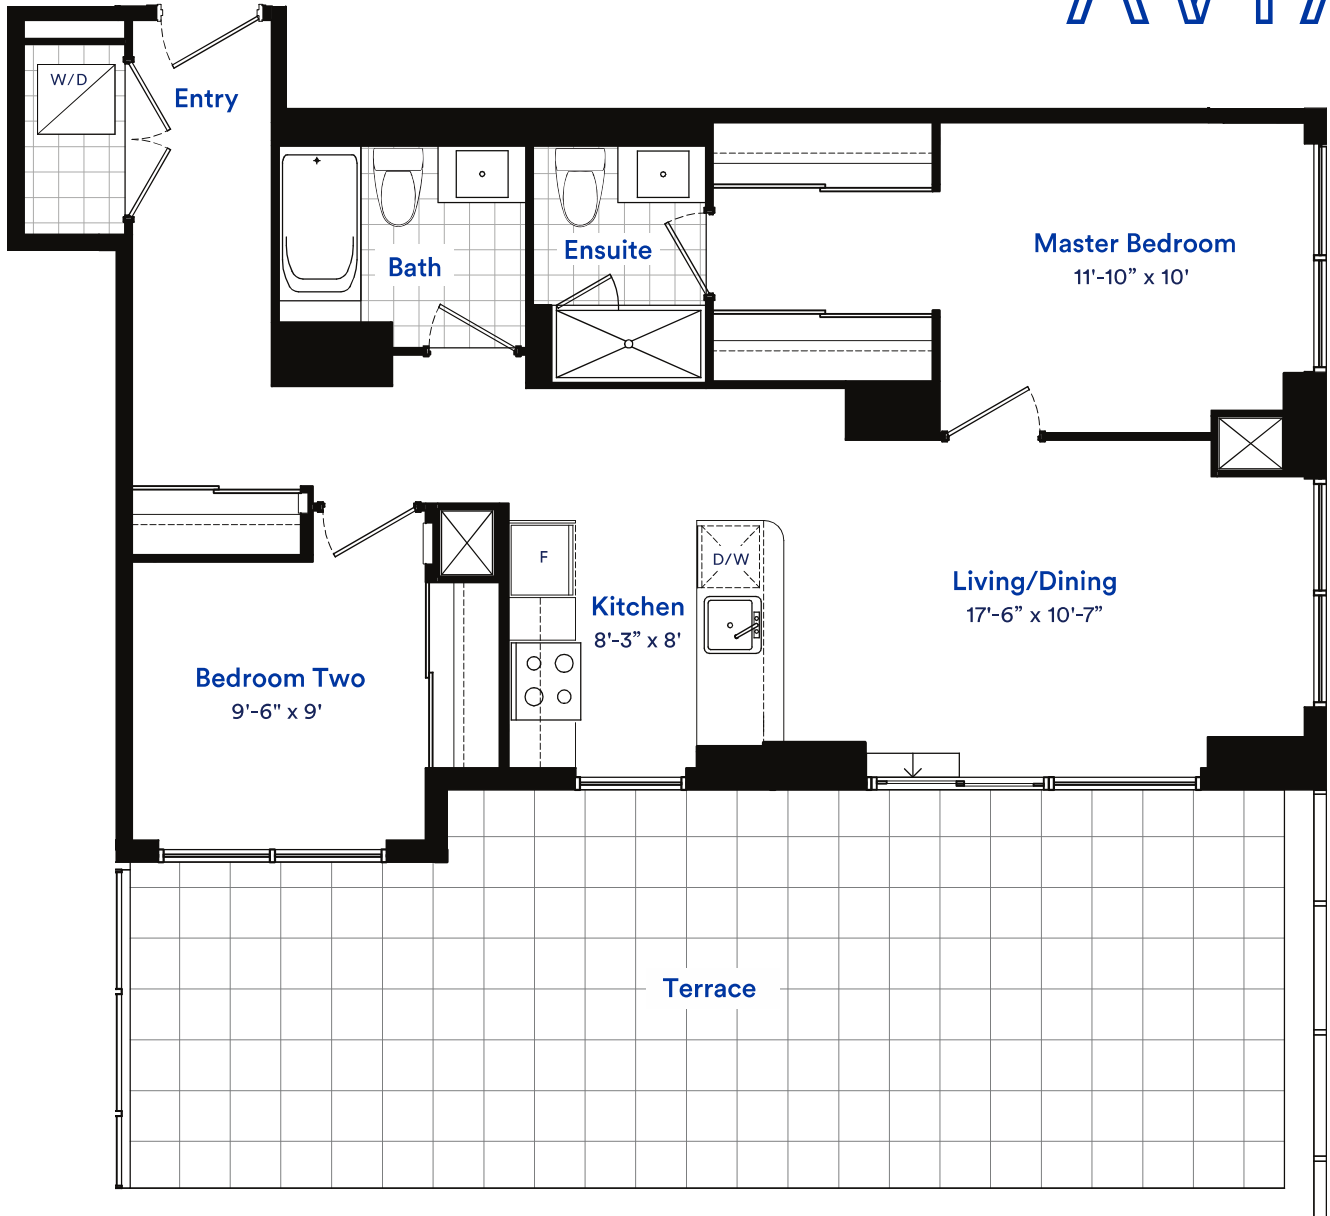 W/D
Entry
Bath
Ensuite
Master Bedroom
11'-10” x 10'
F
D/W
Kitchen
8'-3” x 8'
Living/Dining
17'-6” x 10'-7”
Bedroom Two
9'-6" x 9'
Terrace